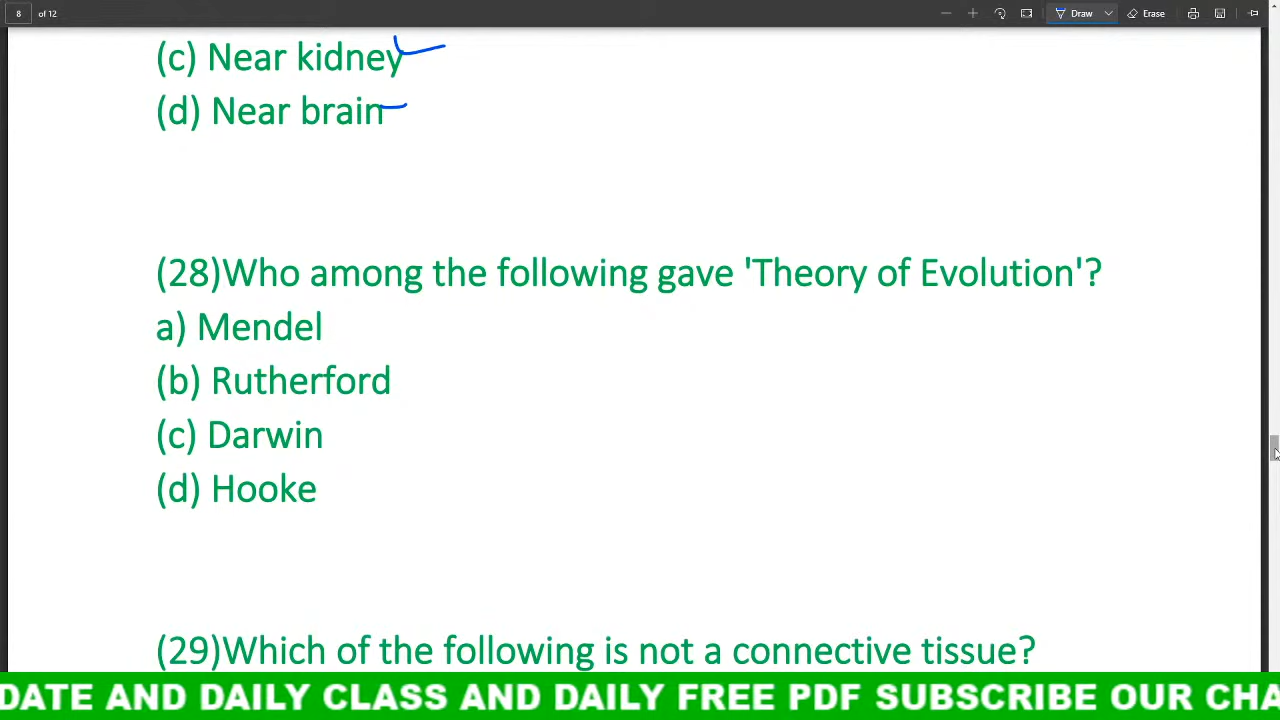 8 of 12 Draw Erase
(c) Near kidney
(d) Near brain
(28)Who among the following gave 'Theory of Evolution'?
a) Mendel
(b) Rutherford
(c) Darwin
(d) Hooke
(29)Which of the following is not a connective tissue?
DATE AND DAILY CLASS AND DAILY FREE PDF SUBSCRIBE OUR CHA